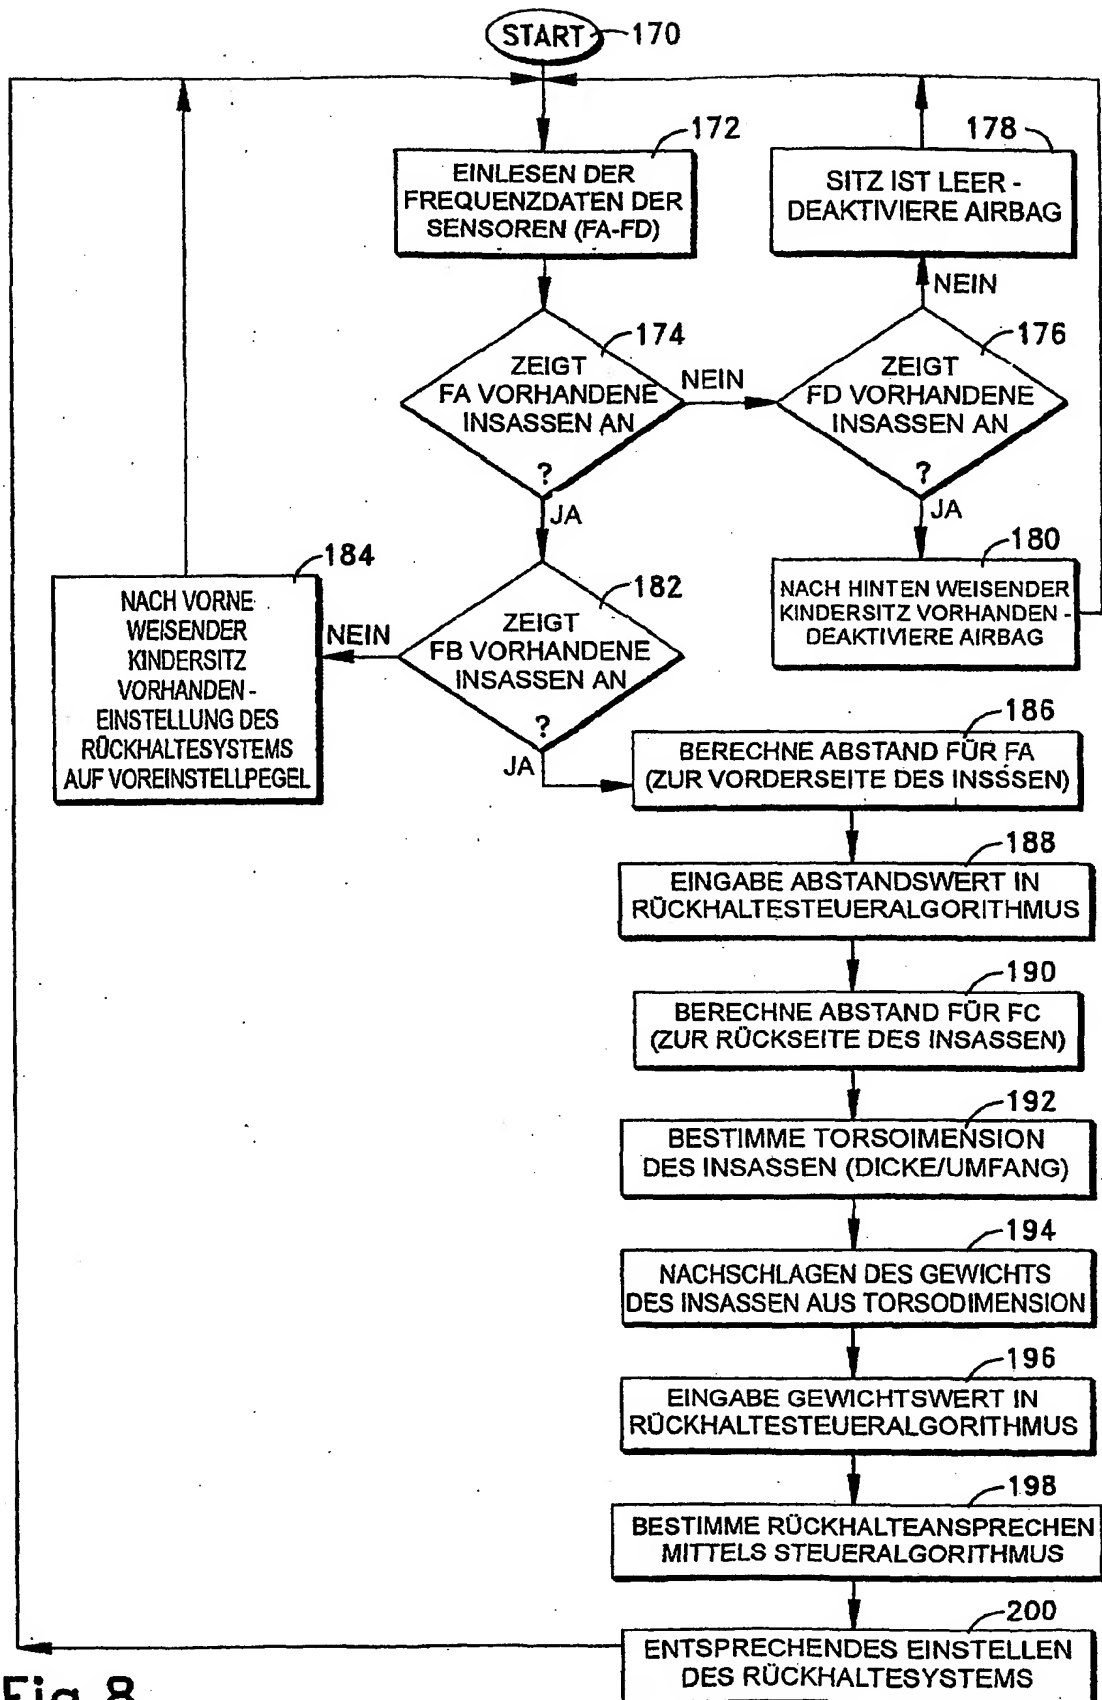 START 170
172
EINLESEN DER
FREQUENZDATEN DER
SENSOREN (FA-FD)
178
SITZ IST LEER -
DEAKTIVIERE AIRBAG
NEIN
174
ZEIGT
FA VORHANDENE
INSASSEN AN
?
NEIN
JA
176
ZEIGT
FD VORHANDENE
INSASSEN AN
?
JA
180
NACH HINTEN WEISENDER
KINDERSITZ VORHANDEN -
DEAKTIVIERE AIRBAG
182
ZEIGT
FB VORHANDENE
INSASSEN AN
?
NEIN
JA
184
NACH VORNE
WEISENDER
KINDERSITZ
VORHANDEN -
EINSTELLUNG DES
RÜCKHALTESYSTEMS
AUF VOREINSTELLPEGEL
186
BERECHNE ABSTAND FÜR FA
(ZUR VORDERSEITE DES INSSSEN)
188
EINGABE ABSTANDSWERT IN
RÜCKHALTESTEUERALGORITHMUS
190
BERECHNE ABSTAND FÜR FC
(ZUR RÜCKSEITE DES INSASSEN)
192
BESTIMME TORSOIMENSION
DES INSASSEN (DICKE/UMFANG)
194
NACHSCHLAGEN DES GEWICHTS
DES INSASSEN AUS TORSODIMENSION
196
EINGABE GEWICHTSWERT IN
RÜCKHALTESTEUERALGORITHMUS
198
BESTIMME RÜCKHALTEANSPRECHEN
MITTELS STEUERALGORITHMUS
200
ENTSPRECHENDES EINSTELLEN
DES RÜCKHALTESYSTEMS
Fig. 8